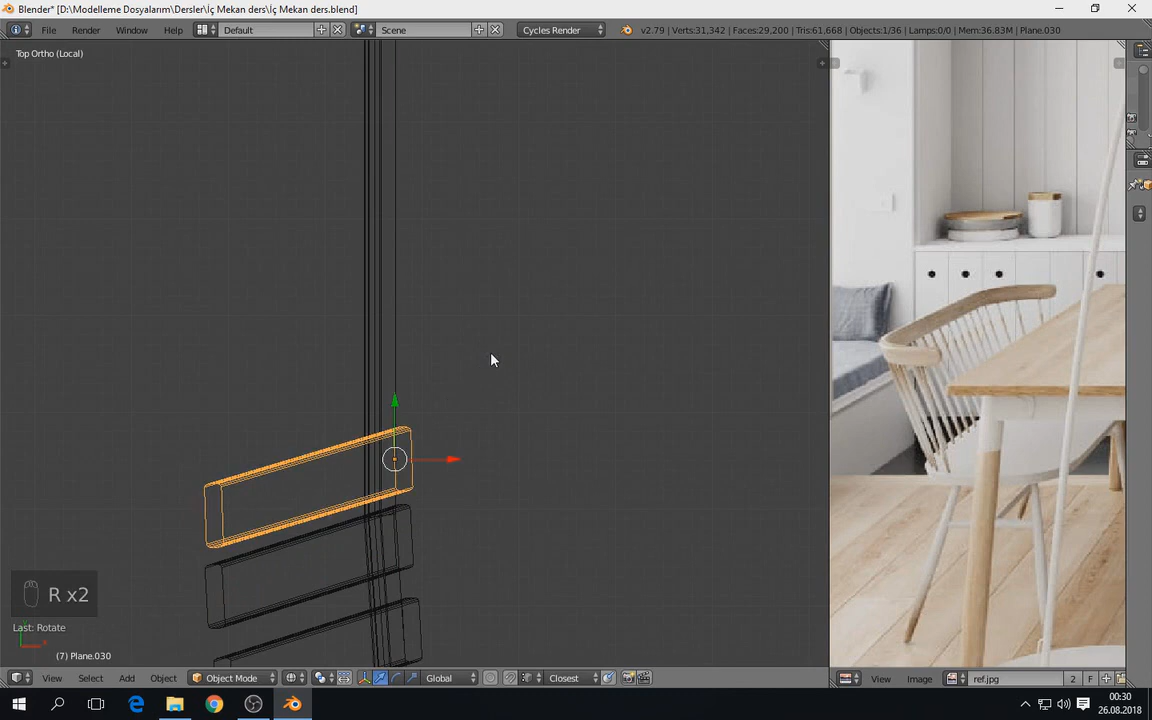 Blender* [D:\Modelleme Dosyalarım\Dersler\İç Mekan ders\İç Mekan ders.blend]
File Render Window Help Default Scene Cycles Render v2.79 | Verts:31,342 | Faces:29,200 | Tris:61,668 | Objects:1/36 | Lamps:0/0 | Mem:36.83M | Plane.030
Top Ortho (Local)
R x2
Last: Rotate
(7) Plane.030
View Select Add Object Object Mode Global Closest View Image ref.jpg 2 F
00:30
26.08.2018